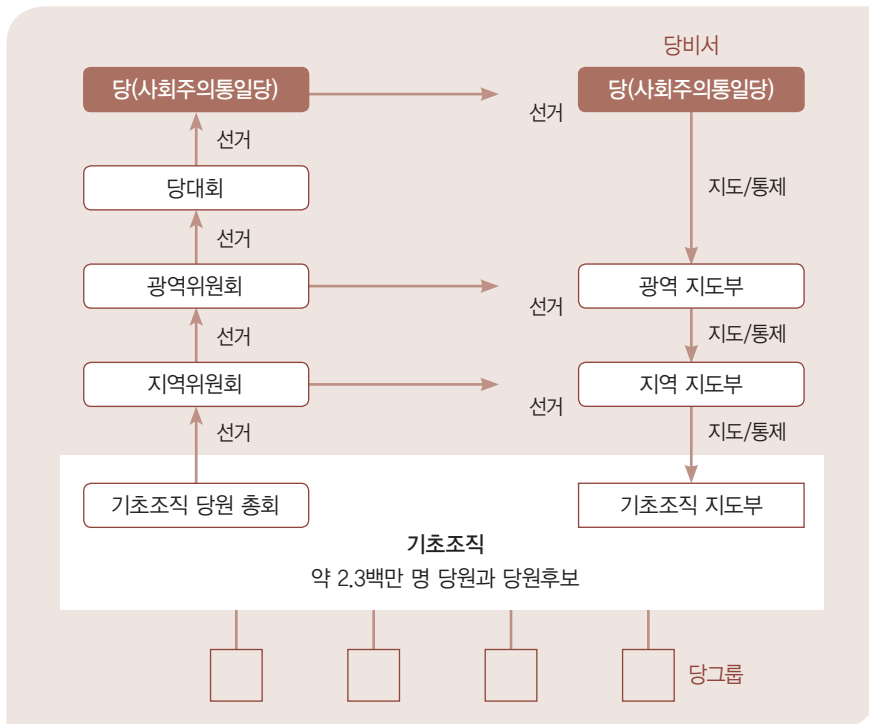 당비서
당(사회주의통일당)
선거
당(사회주의통일당)
선거
당대회
지도/통제
선거
광역위원회
선거
광역 지도부
선거
지도/통제
지역위원회
선거
지역 지도부
선거
지도/통제
기초조직 당원 총회
기초조직 지도부
기초조직
약 2.3백만 명 당원과 당원후보
당그룹